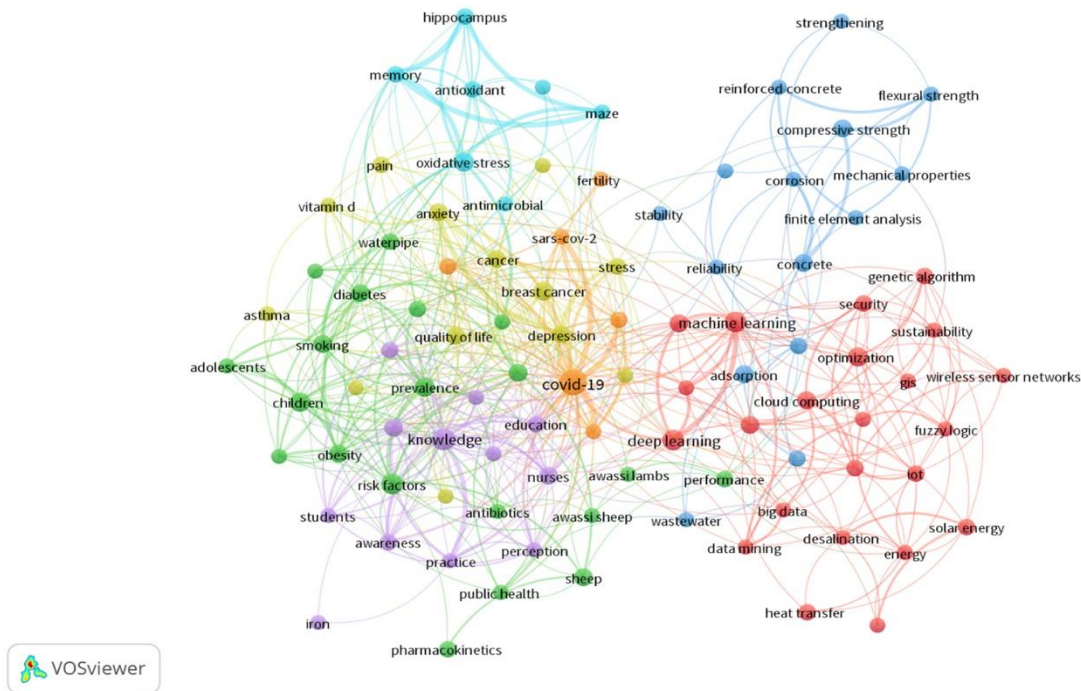 hippocampus
strengthening
memory
antioxidant
reinforced concrete
flexural strength
maze
compressive strength
pain
oxidative stress
fertility
corrosion
mechanical properties
vitamin d
anxiety
antimicrobial
stability
finite element analysis
waterpipe
sars-cov-2
cancer
stress
reliability
concrete
genetic algorithm
diabetes
breast cancer
security
asthma
smoking
quality of life
depression
machine learning
sustainability
adolescents
prevalence
covid-19
adsorption
optimization
gis
wireless sensor networks
children
cloud computing
knowledge
education
deep learning
fuzzy logic
obesity
risk factors
nurses
awassi lambs
performance
iot
students
antibiotics
awassi sheep
wastewater
big data
solar energy
awareness
practice
perception
data mining
desalination
energy
sheep
public health
heat transfer
iron
pharmacokinetics
VOSviewer